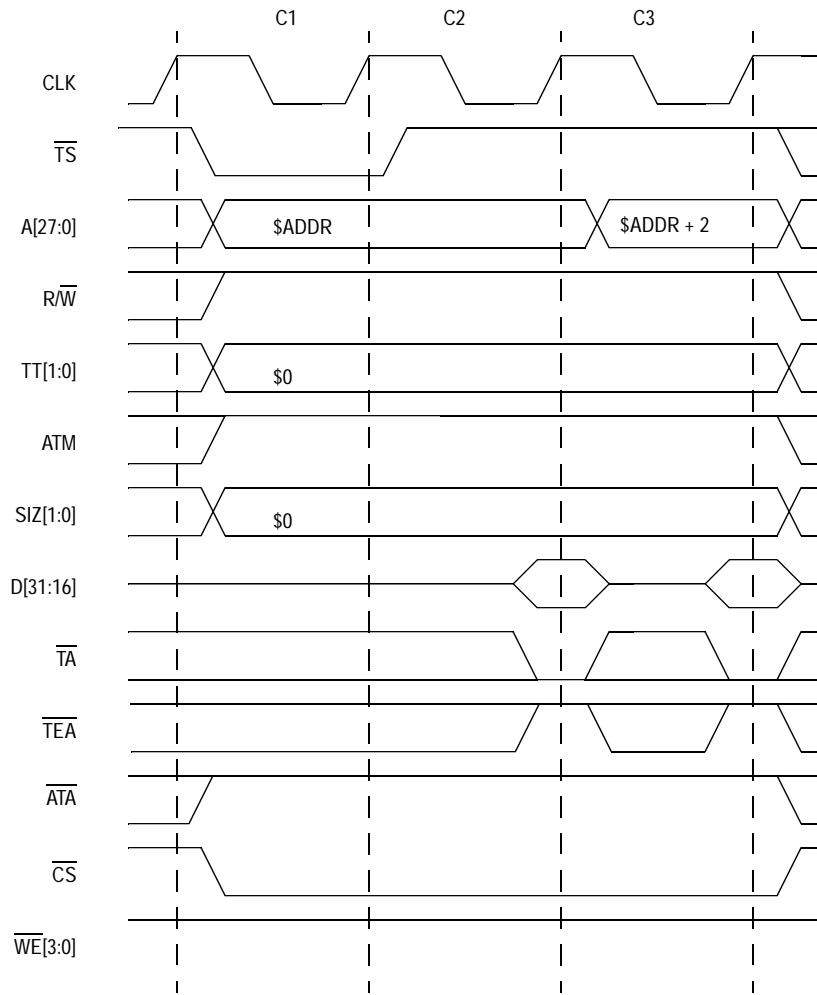 C1 C2 C3
CLK
TS
A[27:0] $ADDR $ADDR + 2
R/W
TT[1:0] $0
ATM
SIZ[1:0] $0
D[31:16]
TA
TEA
ATA
CS
WE[3:0]